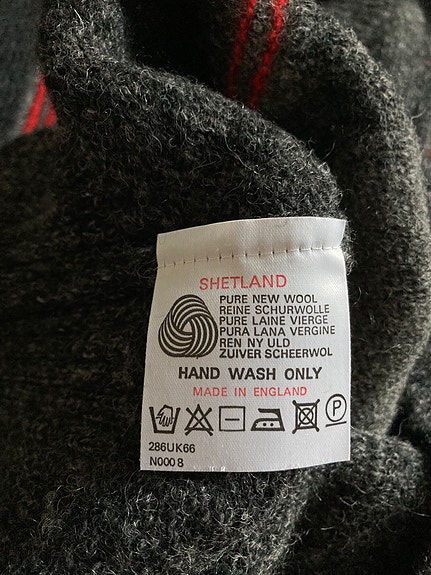 SHETLAND
PURE NEW WOOL
REINE SCHURWOLLE
PURE LAINE VIERGE
PURA LANA VERGINE
REN NY ULD
ZUIVER SCHEERWOL
HAND WASH ONLY
MADE IN ENGLAND
P
286UK66
N000 8